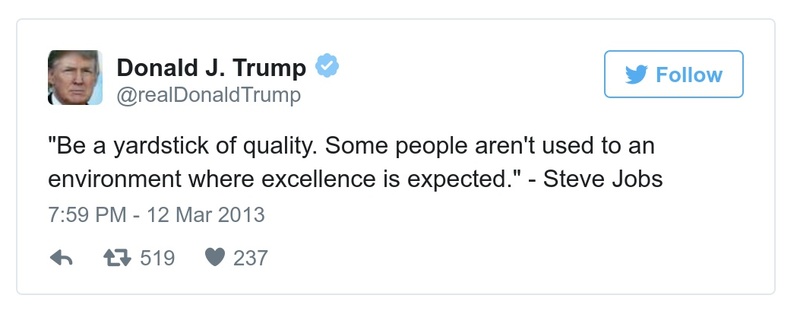 Donald J. Trump
Follow
@realDonaldTrump
"Be a yardstick of quality. Some people aren't used to an
environment where excellence is expected." - Steve Jobs
7:59 PM - 12 Mar 2013
519 237